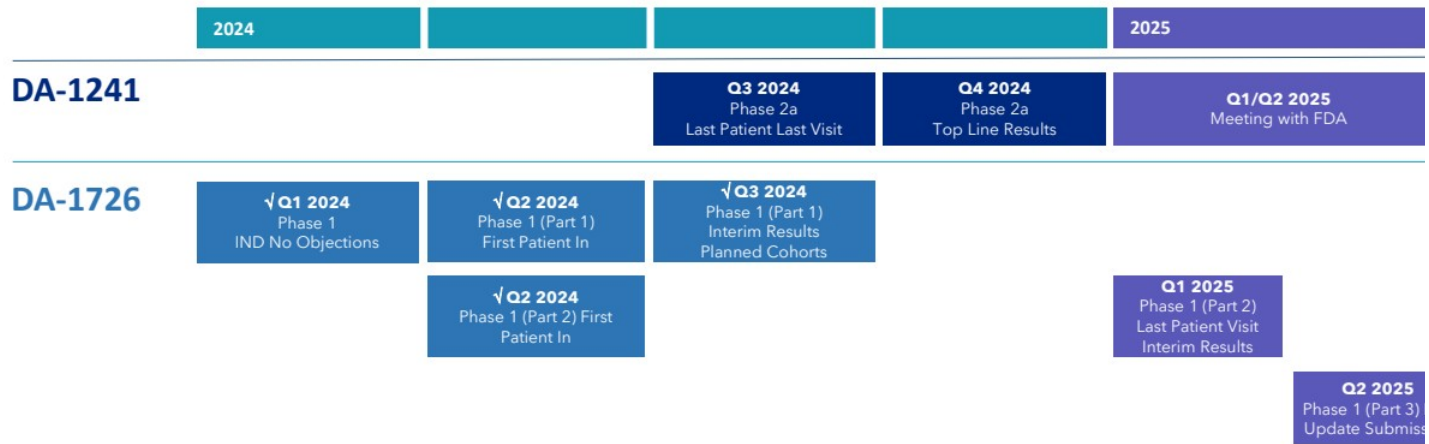 2024
2025
DA-1241
Q3 2024
Phase 2a
Last Patient Last Visit
Q4 2024
Phase 2a
Top Line Results
Q1/Q2 2025
Meeting with FDA
DA-1726
√ Q1 2024
Phase 1
IND No Objections
√ Q2 2024
Phase 1 (Part 1)
First Patient In
√ Q3 2024
Phase 1 (Part 1)
Interim Results
Planned Cohorts
√ Q2 2024
Phase 1 (Part 2) First
Patient In
Q1 2025
Phase 1 (Part 2)
Last Patient Visit
Interim Results
Q2 2025
Phase 1 (Part 3)
Update